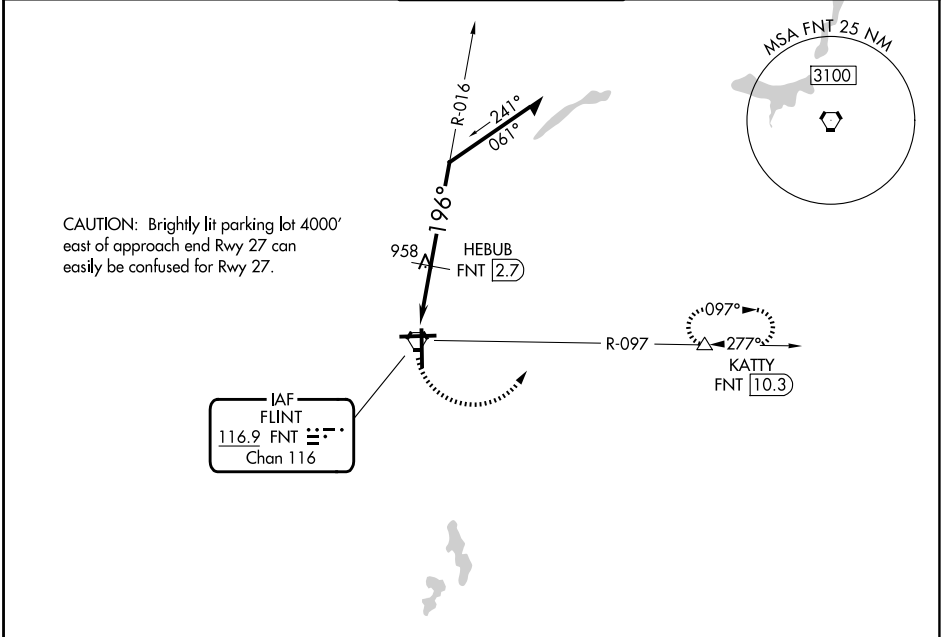 MSA FNT 25 NM
3100
R-016
241°
061°
196°
CAUTION: Brightly lit parking lot 4000'
east of approach end Rwy 27 can
easily be confused for Rwy 27.
958
HEBUB
FNT 2.7
097°
R-097
277°
KATTY
FNT 10.3
IAF
FLINT
116.9 FNT
Chan 116